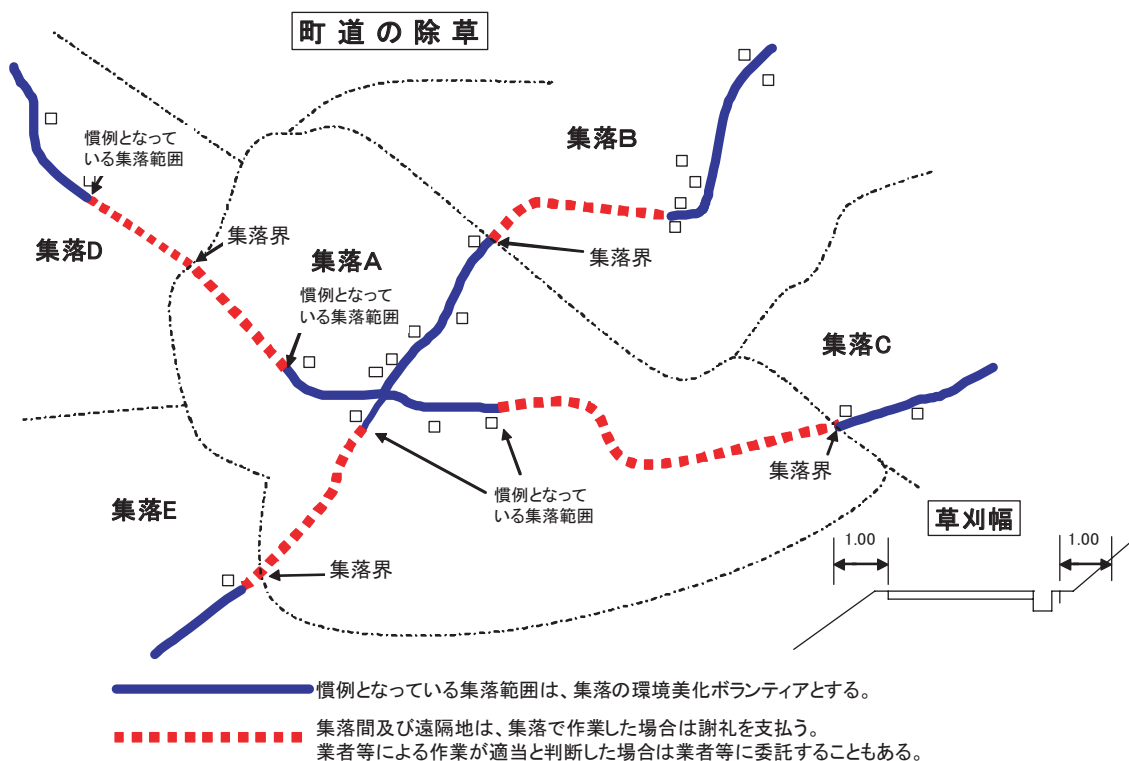 町道の除草
集落B
慣例となって
いる集落範囲
集落D
集落界
集落A
集落界
慣例となって
いる集落範囲
集落C
集落界
慣例となって
いる集落範囲
集落E
草刈幅
1.00
1.00
集落界
慣例となっている集落範囲は、集落の環境美化ボランティアとする。
集落間及び遠隔地は、集落で作業した場合は謝礼を支払う。
業者等による作業が適当と判断した場合は業者等に委託することもある。